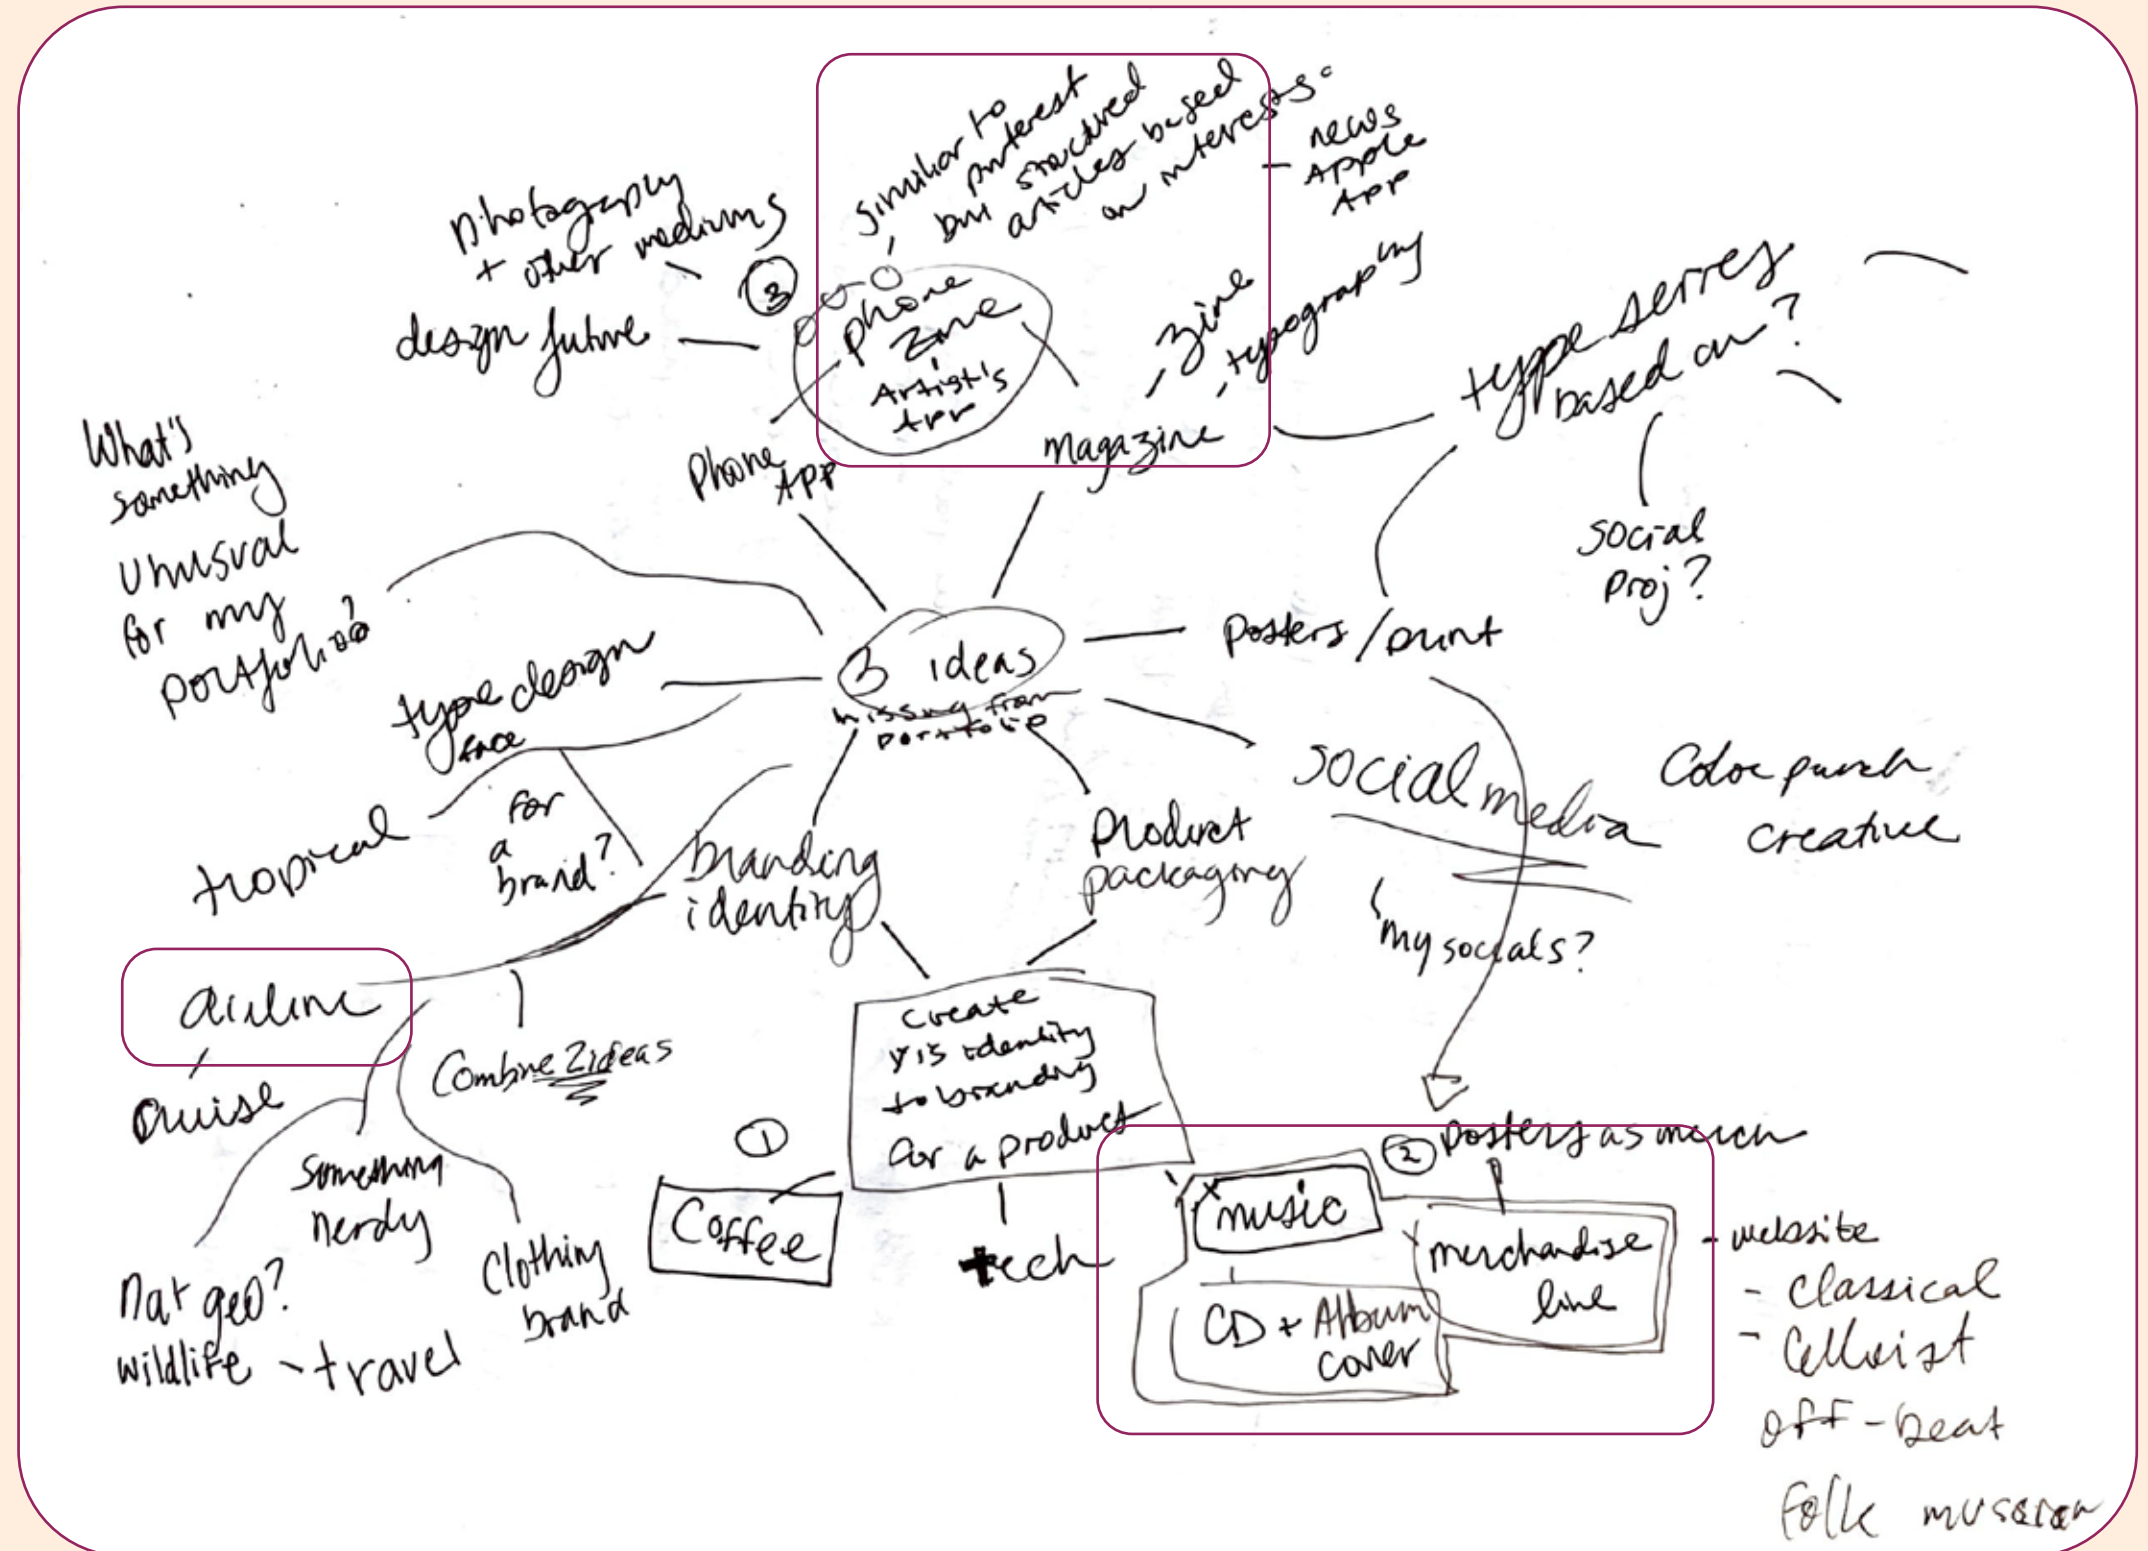 similar to
pinterest
but structured
articles based
on interests
- news
Apple
App
photography
+ other mediums
③
design future
phone
zine
Artist's
App
- zine
- typography
magazine
Phone
App
type series
based on?
social
proj?
What's
something
unusual
for my
portfolio?
3 ideas
missing from
portfolio
posters/print
type design
face
tropical
for
a
brand?
branding
identity
product
packaging
social media
Color punch
creative
my socials?
airline
cruise
Combine 2 ideas
something
nerdy
clothing
brand
Nat geo?
wildlife - travel
create
vis identity
to branding
for a product
①
Coffee
tech
② posters as merch
music
merchandise
line
CD + Album
cover
- website
- classical
- Cellist
off-beat
folk musician